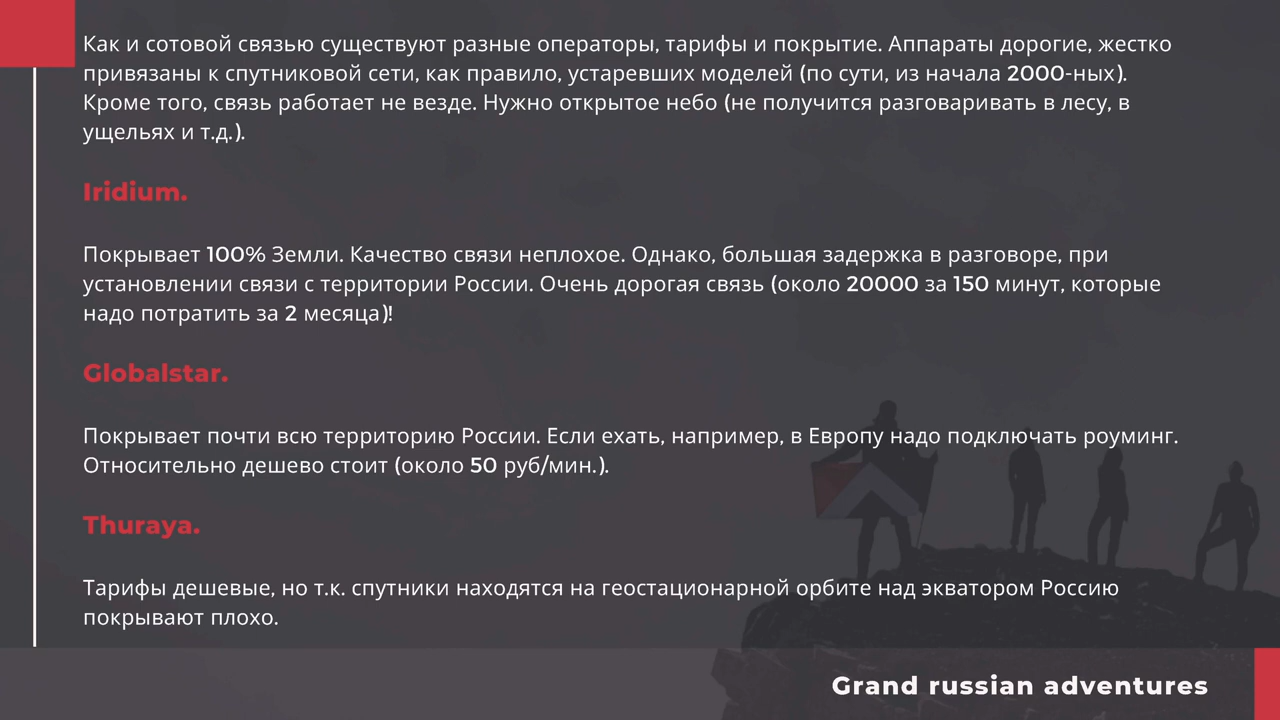 Как и сотовой связью существуют разные операторы, тарифы и покрытие. Аппараты дорогие, жестко
привязаны к спутниковой сети, как правило, устаревших моделей (по сути, из начала 2000-ных).
Кроме того, связь работает не везде. Нужно открытое небо (не получится разговаривать в лесу, в
ущельях и т.д.).
Iridium.
Покрывает 100% Земли. Качество связи неплохое. Однако, большая задержка в разговоре, при
установлении связи с территории России. Очень дорогая связь (около 20000 за 150 минут, которые
надо потратить за 2 месяца)!
Globalstar.
Покрывает почти всю территорию России. Если ехать, например, в Европу надо подключать роуминг.
Относительно дешево стоит (около 50 руб/мин.).
Thuraya.
Тарифы дешевые, но т.к. спутники находятся на геостационарной орбите над экватором Россию
покрывают плохо.
Grand russian adventures